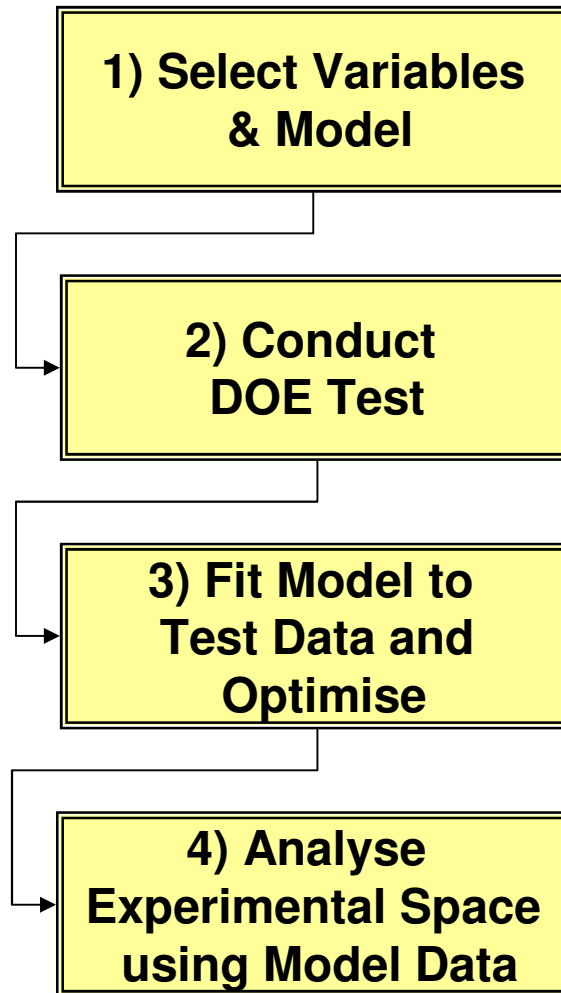 1) Select Variables
& Model
2) Conduct
DOE Test
3) Fit Model to
Test Data and
Optimise
4) Analyse
Experimental Space
using Model Data